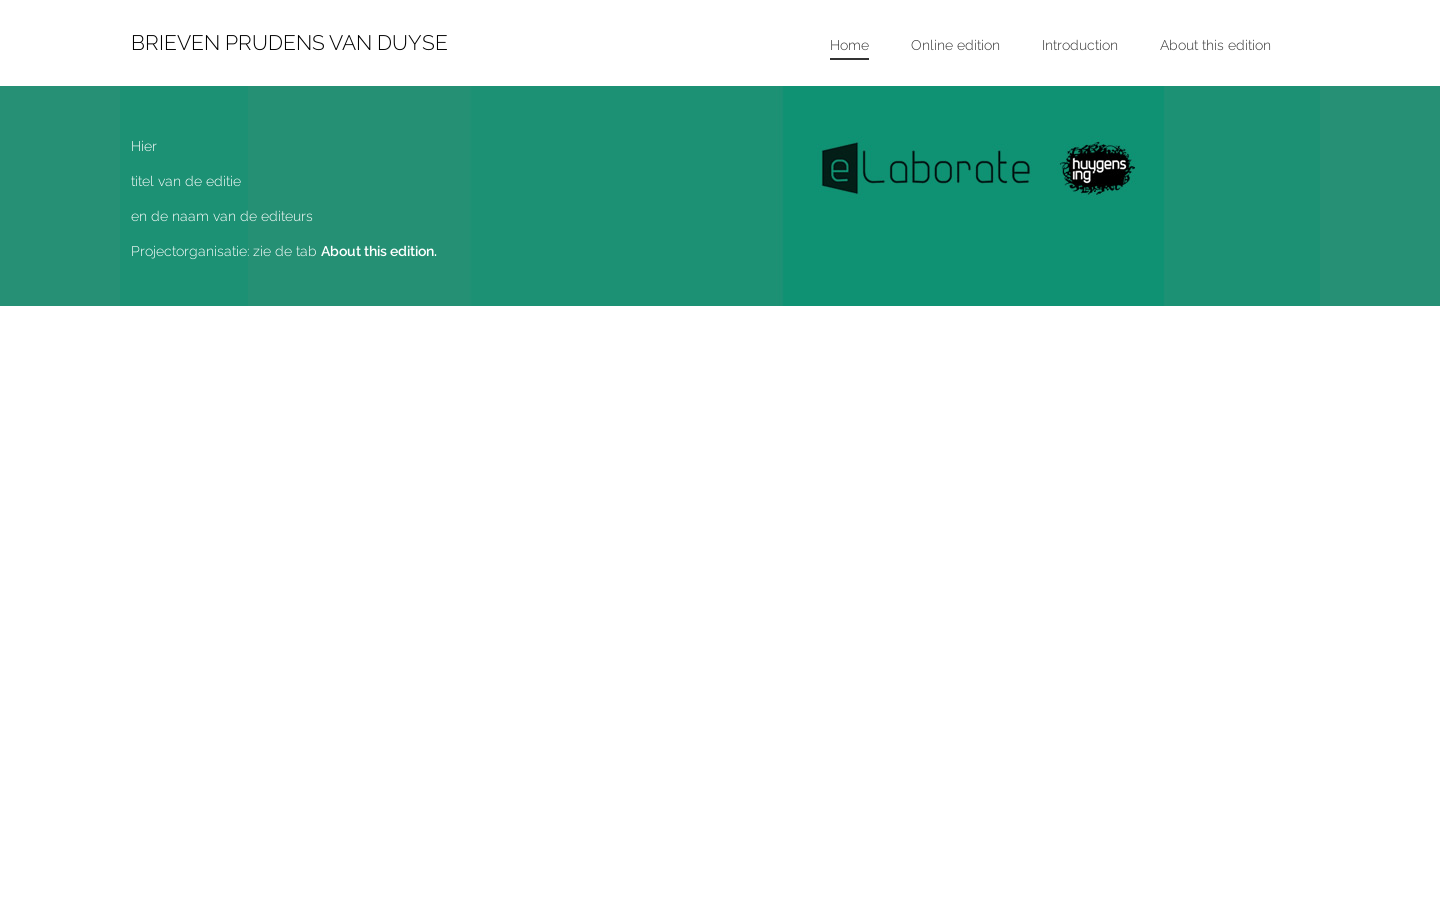 BRIEVEN PRUDENS VAN DUYSE
Home Online edition Introduction About this edition
Hier
titel van de editie
en de naam van de editeurs
Projectorganisatie: zie de tab About this edition.
eLaborate
huygens
ing